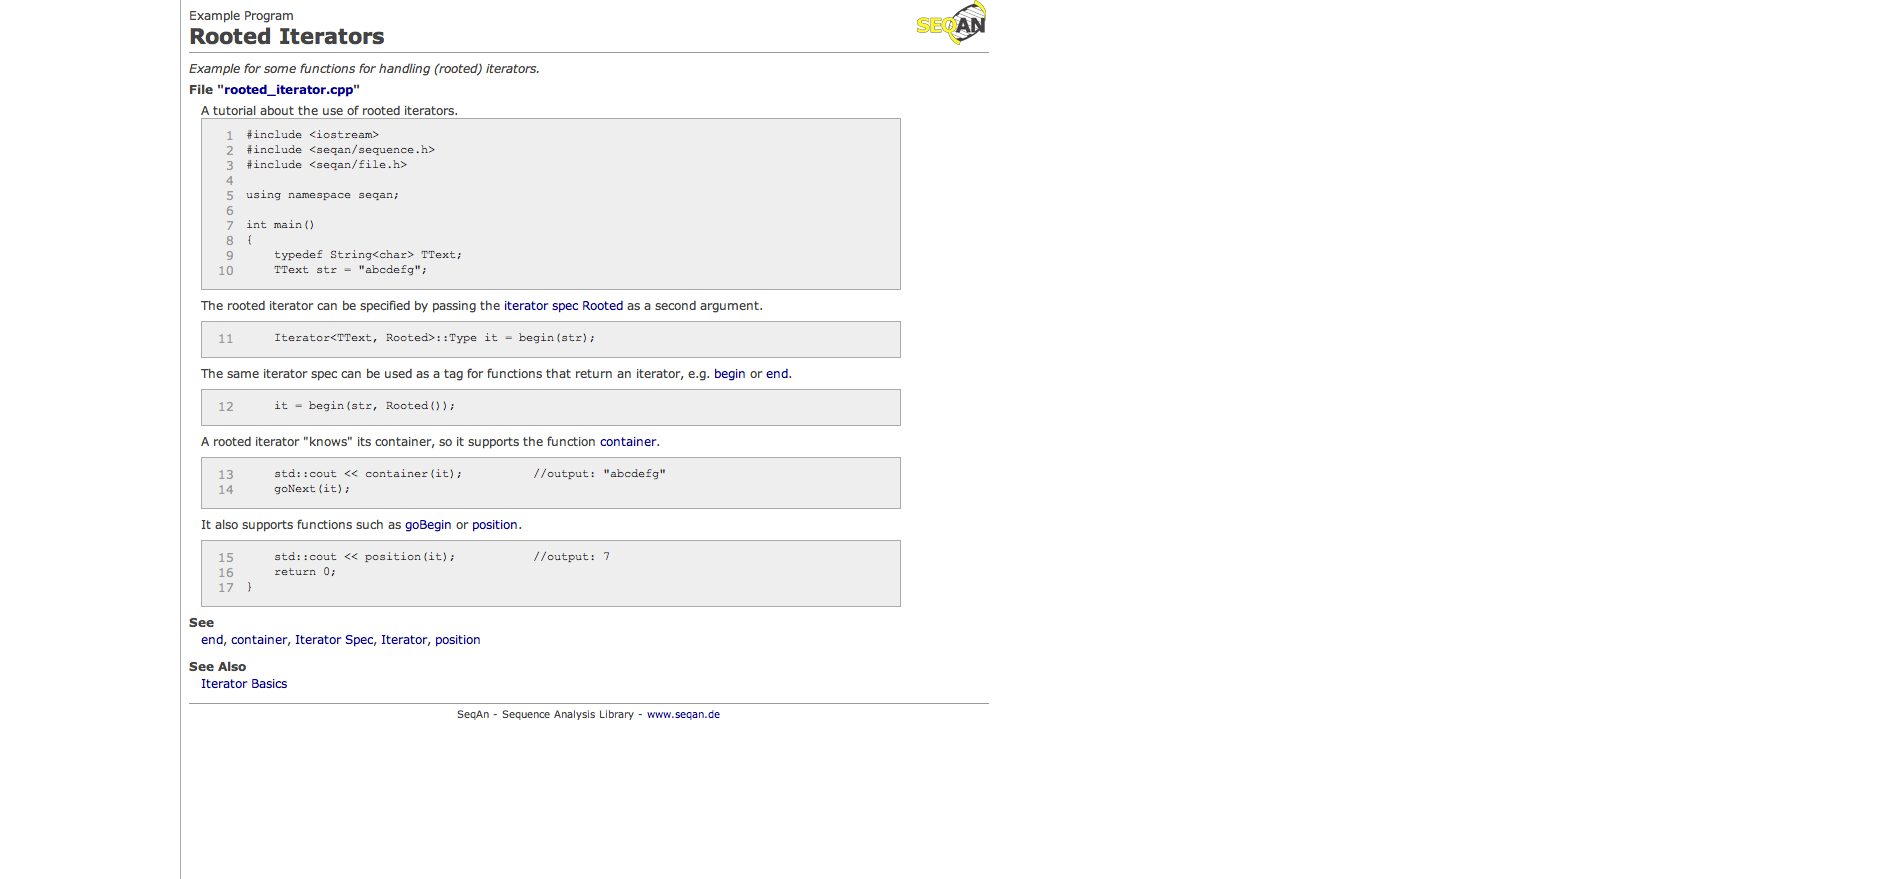 Example Program
SEQAN
Rooted Iterators
Example for some functions for handling (rooted) iterators.
File "rooted_iterator.cpp"
A tutorial about the use of rooted iterators.
1 #include <iostream>
2 #include <seqan/sequence.h>
3 #include <seqan/file.h>
4
5 using namespace seqan;
6
7 int main()
8 {
9     typedef String<char> TText;
10     TText str = "abcdefg";
The rooted iterator can be specified by passing the iterator spec Rooted as a second argument.
11     Iterator<TText, Rooted>::Type it = begin(str);
The same iterator spec can be used as a tag for functions that return an iterator, e.g. begin or end.
12     it = begin(str, Rooted());
A rooted iterator "knows" its container, so it supports the function container.
13     std::cout << container(it);          //output: "abcdefg"
14     goNext(it);
It also supports functions such as goBegin or position.
15     std::cout << position(it);           //output: 7
16     return 0;
17 }
See
end, container, Iterator Spec, Iterator, position
See Also
Iterator Basics
SeqAn - Sequence Analysis Library - www.seqan.de